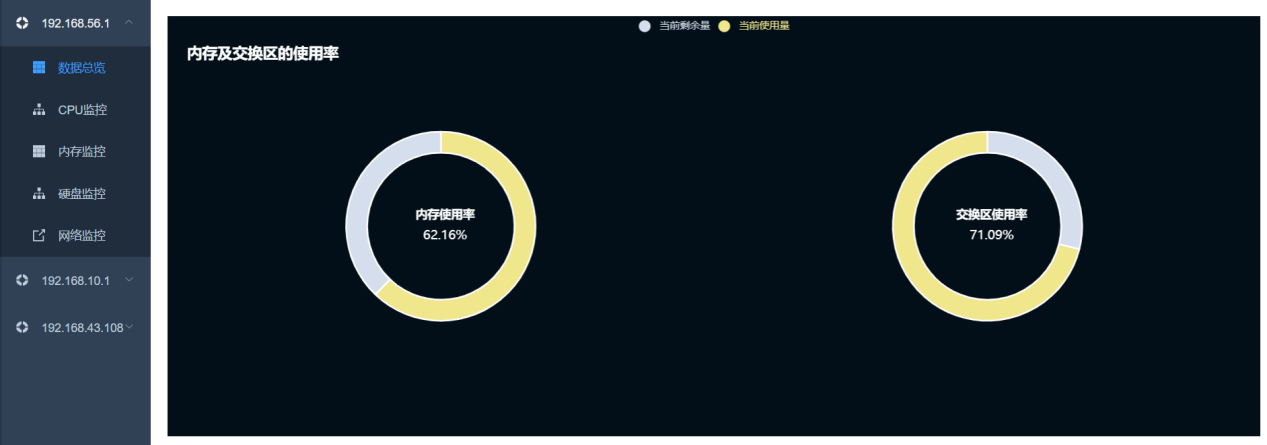 192.168.56.1
数据总览
CPU监控
内存监控
硬盘监控
网络监控
192.168.10.1
192.168.43.108
当前剩余量 当前使用量
内存及交换区的使用率
内存使用率
62.16%
交换区使用率
71.09%